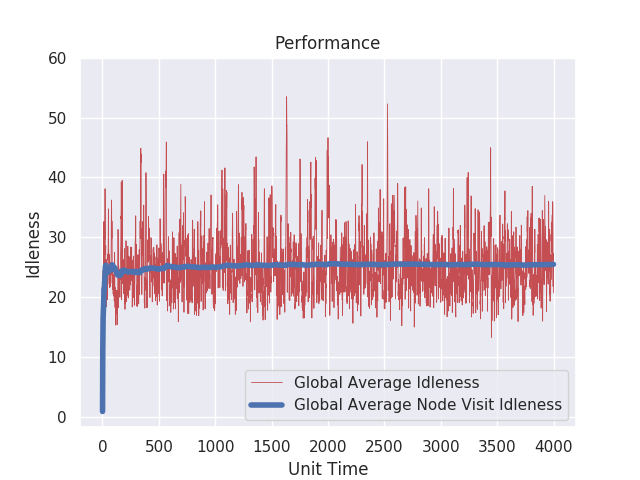 Performance
60
50
40
30
20
10
0
Idleness
Global Average Idleness
Global Average Node Visit Idleness
0 500 1000 1500 2000 2500 3000 3500 4000
Unit Time